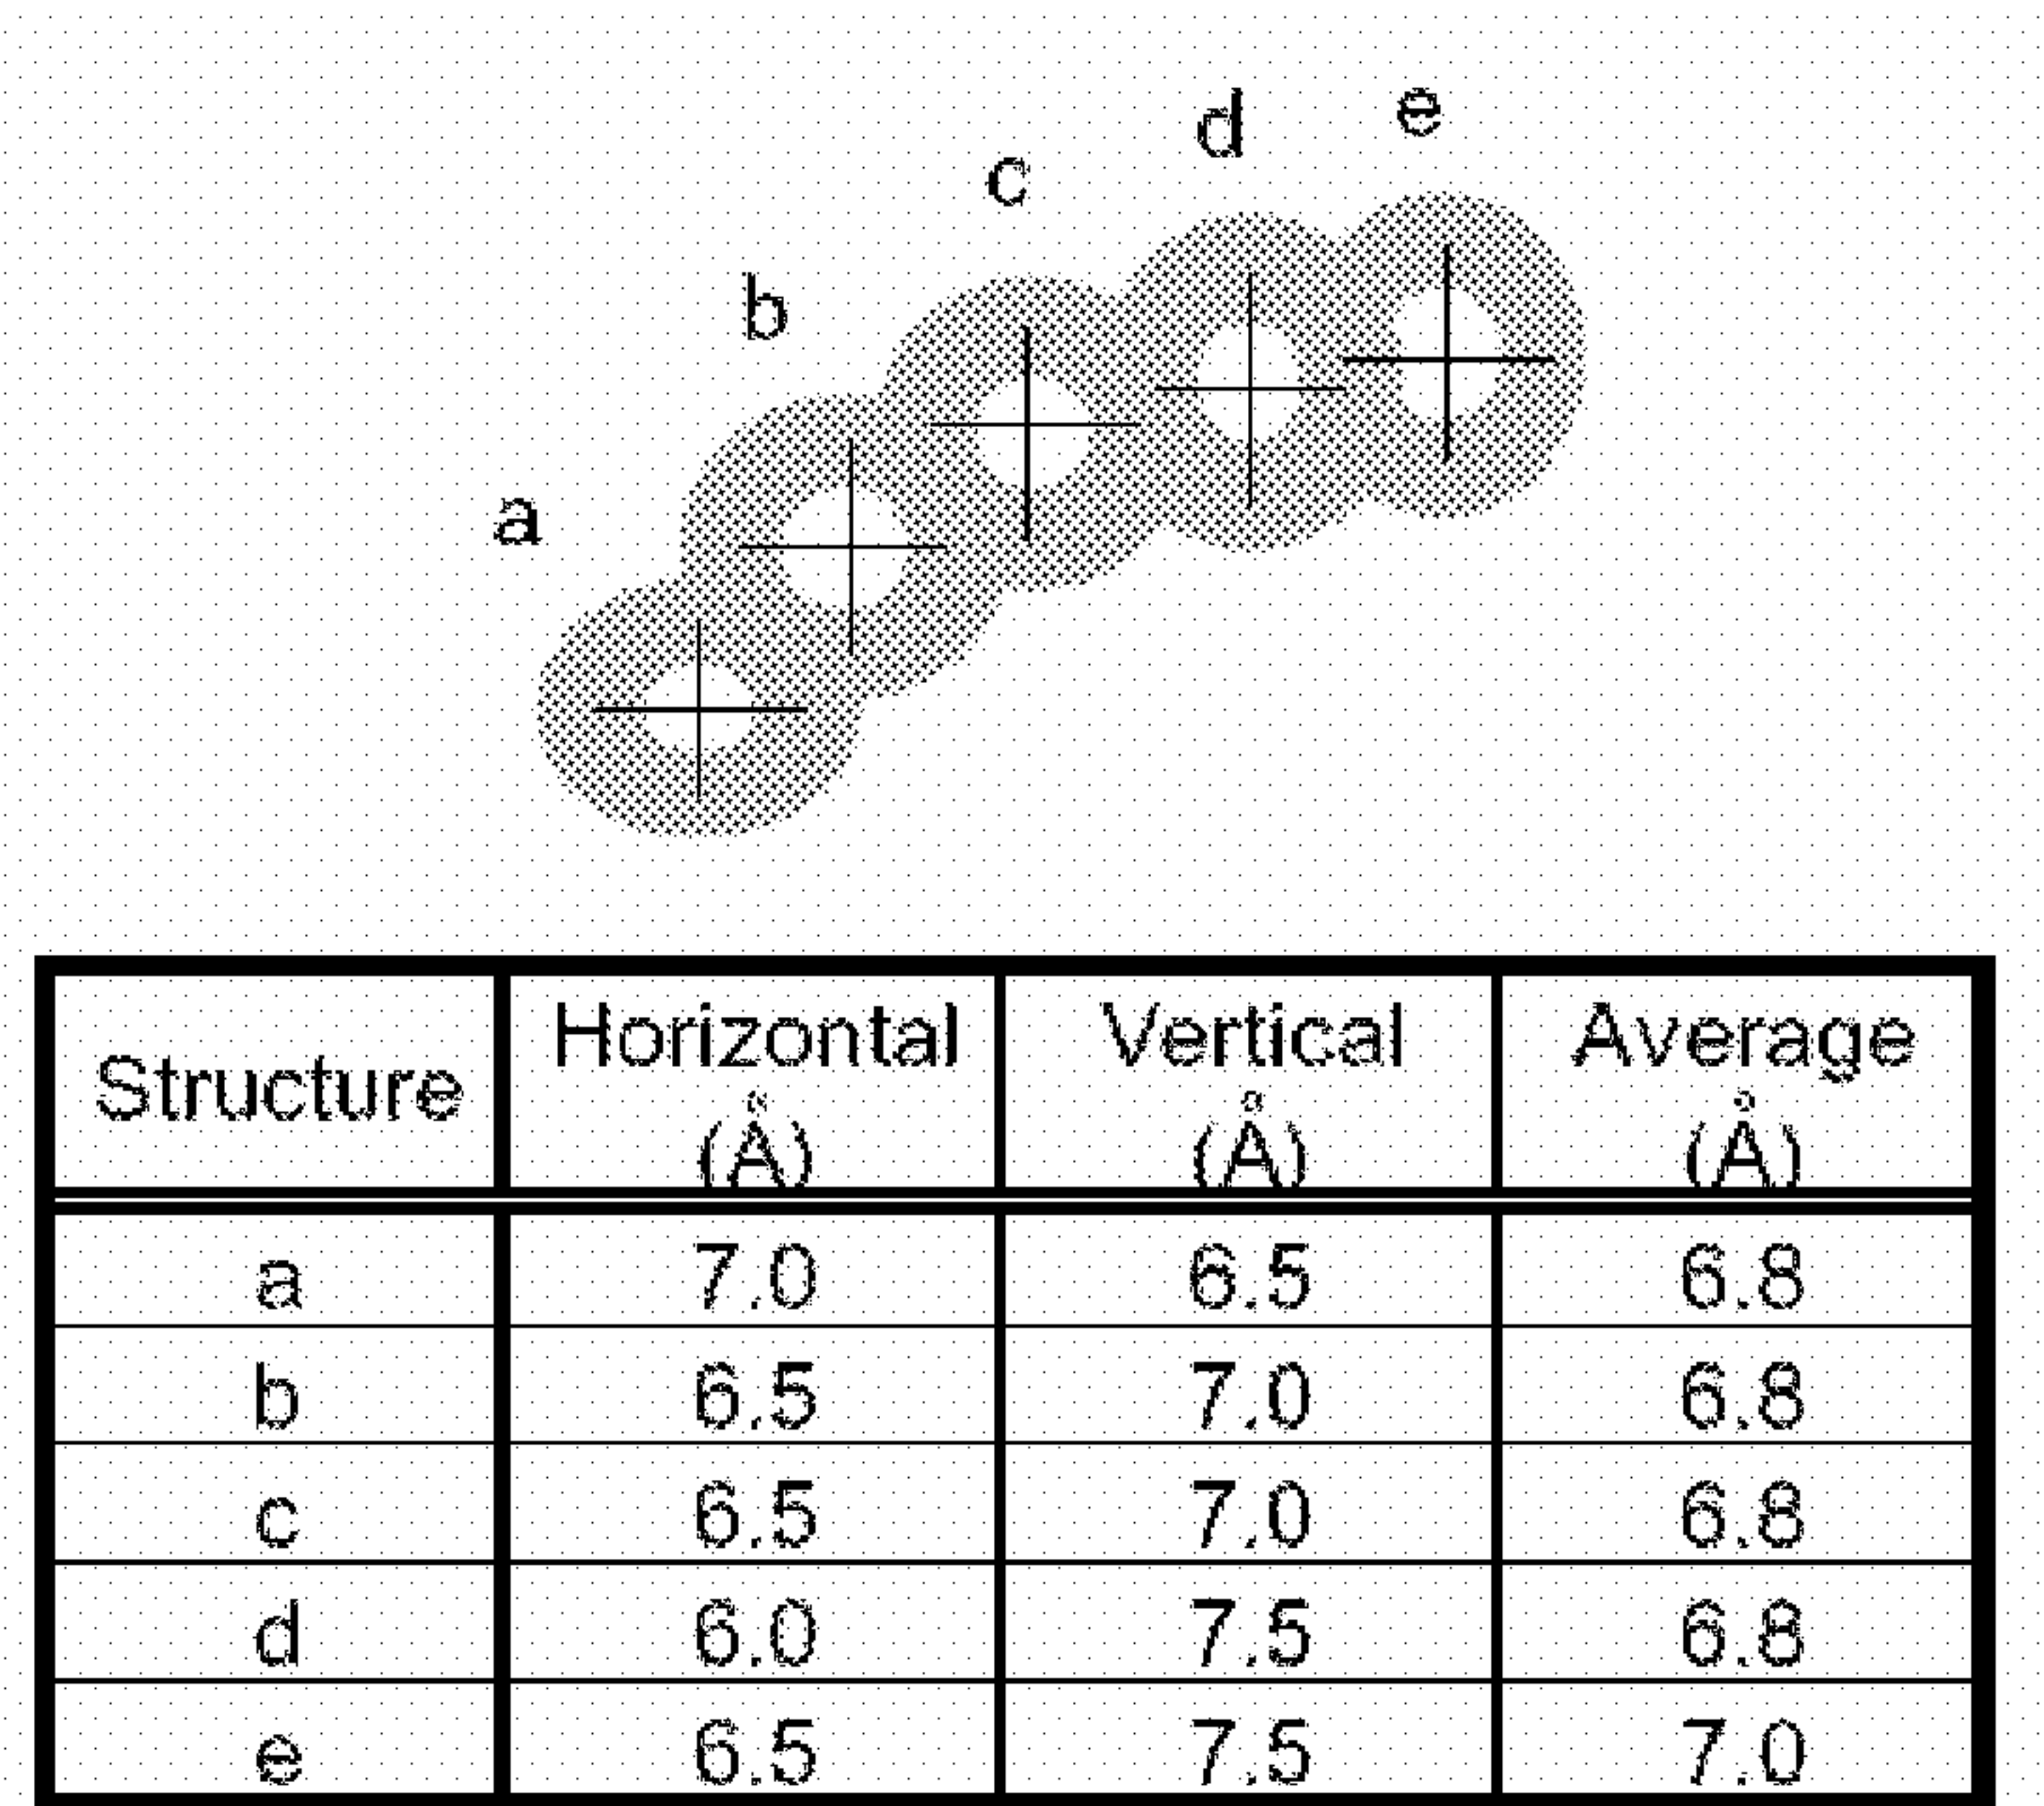 e
d
c
b
a
Structure Horizontal (Å) Vertical (Å) Average (Å)
a 7.0 6.5 6.8
b 6.5 7.0 6.8
c 6.5 7.0 6.8
d 6.0 7.5 6.8
e 6.5 7.5 7.0